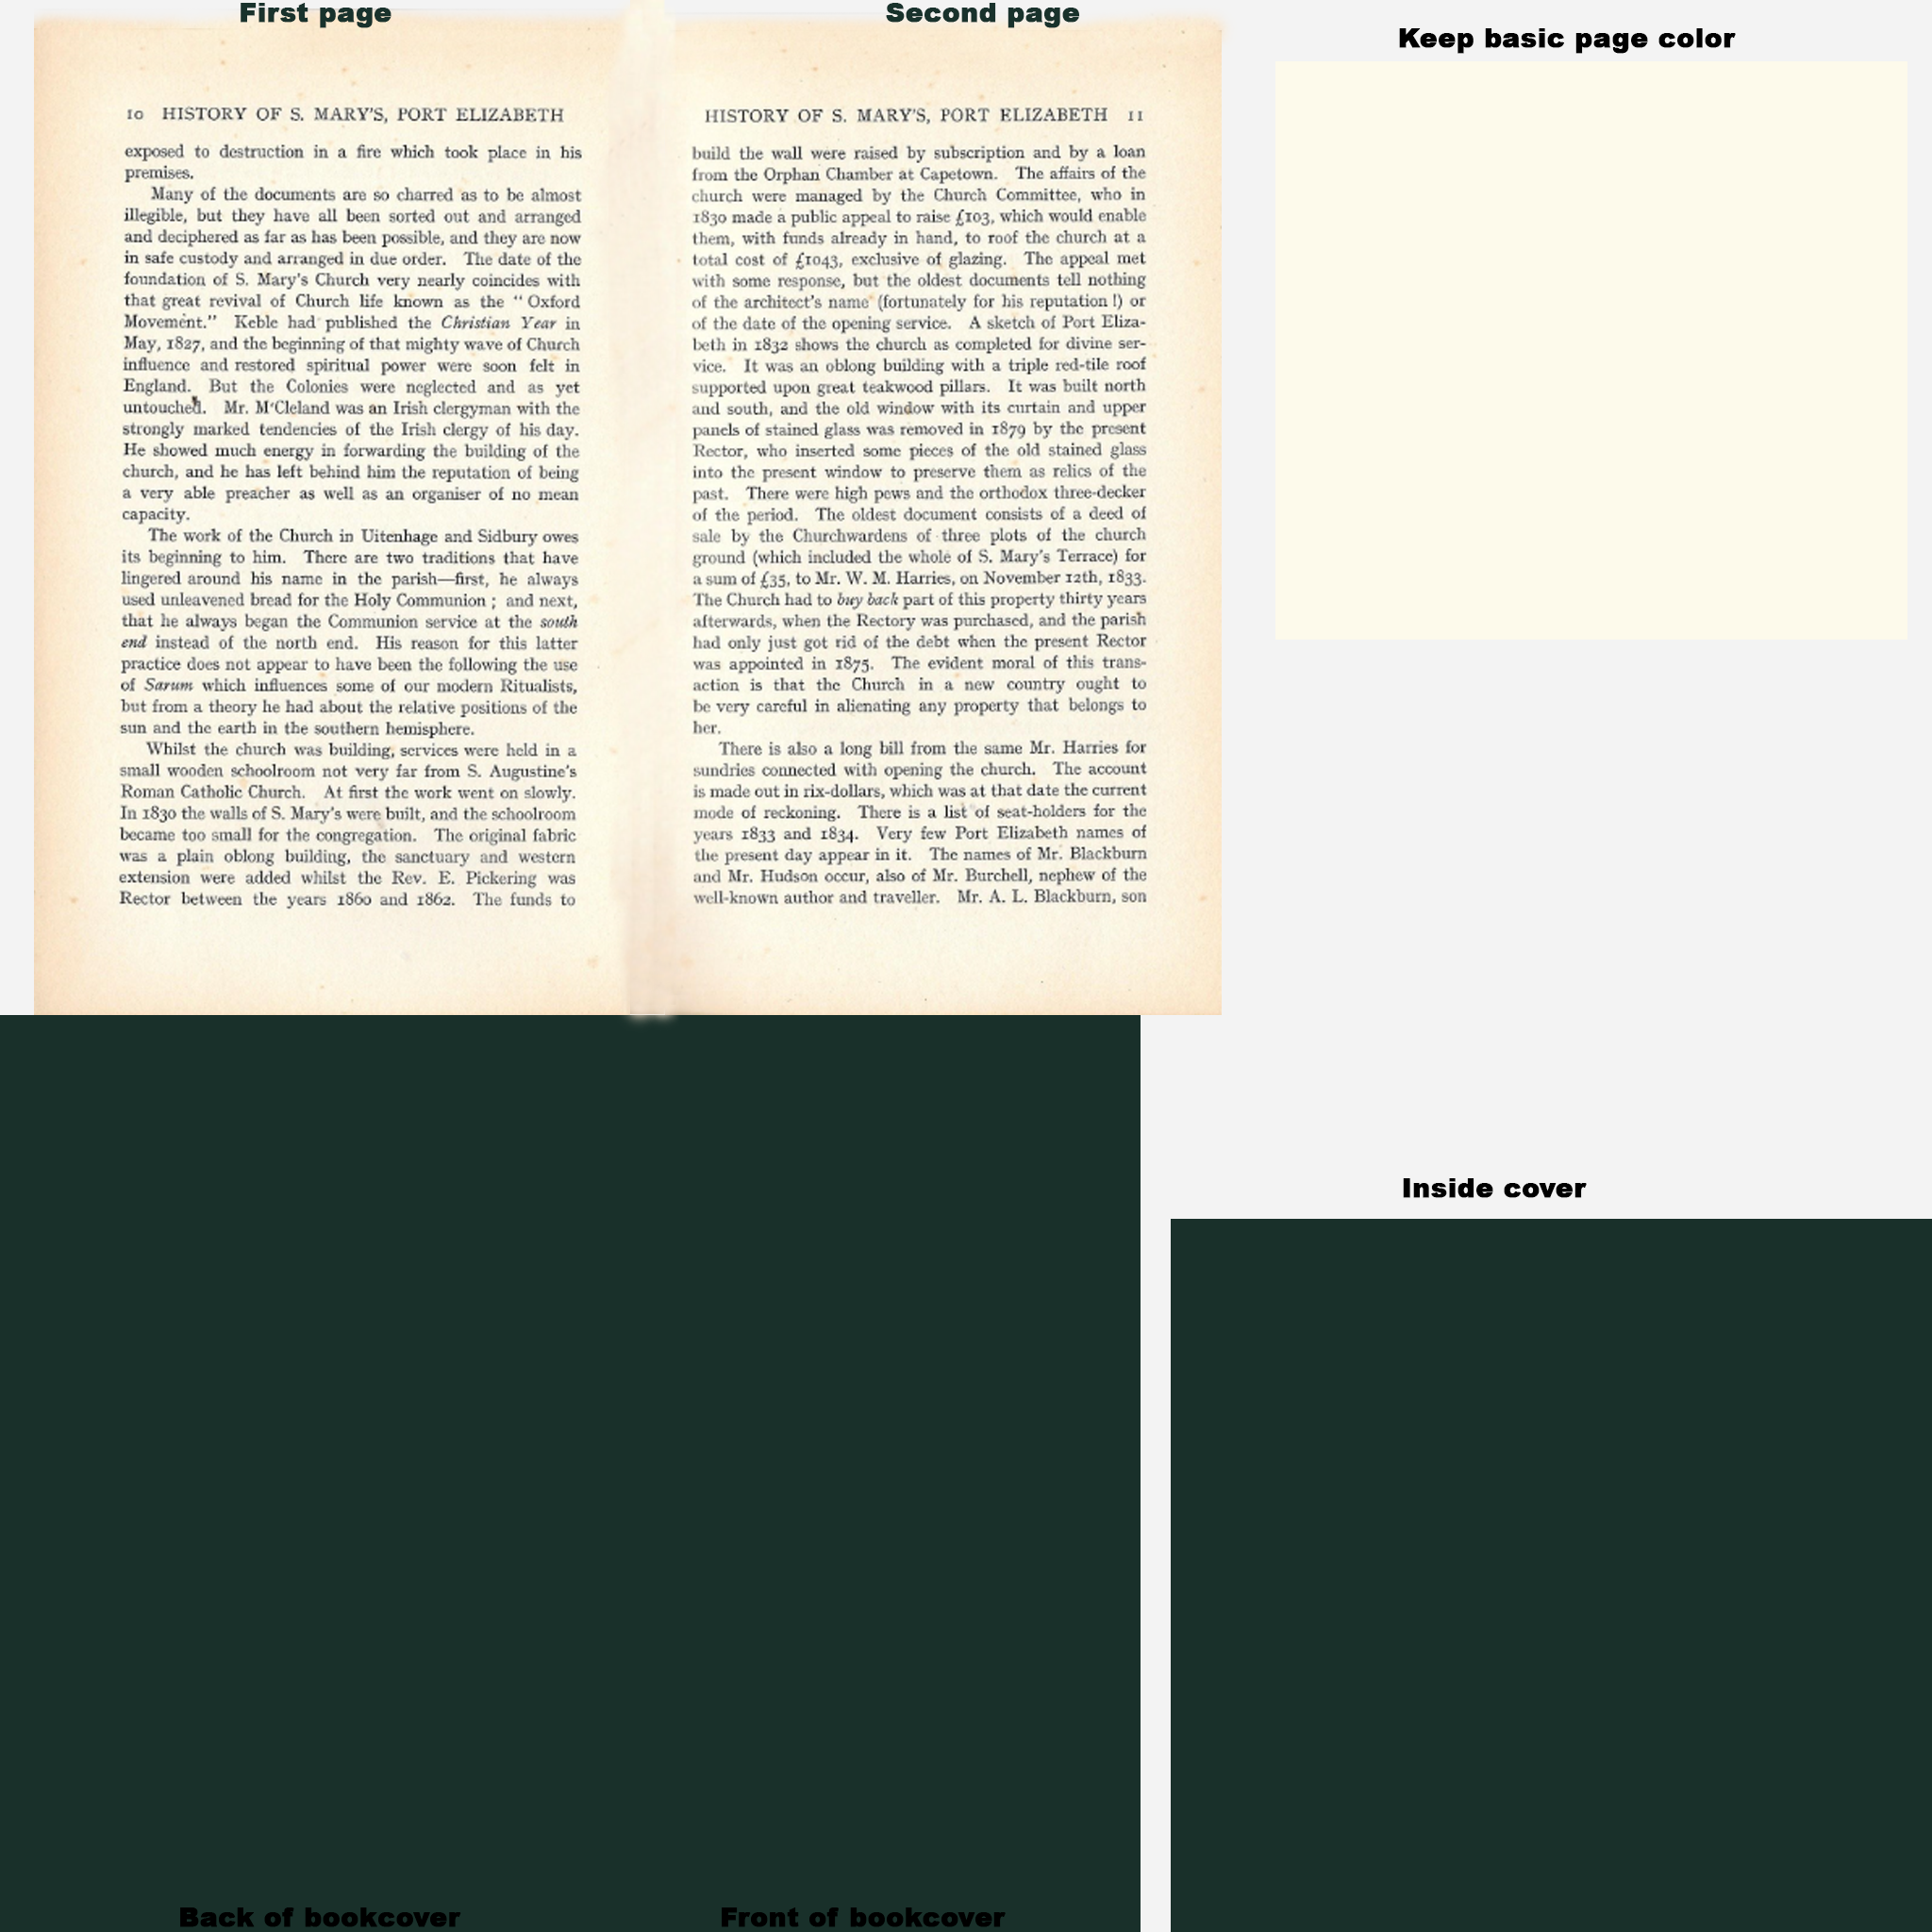 First page
Second page
Keep basic page color
10 HISTORY OF S. MARY'S, PORT ELIZABETH
exposed to destruction in a fire which took place in his
premises.
Many of the documents are so charred as to be almost
illegible, but they have all been sorted out and arranged
and deciphered as far as has been possible, and they are now
in safe custody and arranged in due order. The date of the
foundation of S. Mary's Church very nearly coincides with
that great revival of Church life known as the "Oxford
Movement." Keble had published the Christian Year in
May, 1827, and the beginning of that mighty wave of Church
influence and restored spiritual power were soon felt in
England. But the Colonies were neglected and as yet
untouched. Mr. M'Cleland was an Irish clergyman with the
strongly marked tendencies of the Irish clergy of his day.
He showed much energy in forwarding the building of the
church, and he has left behind him the reputation of being
a very able preacher as well as an organiser of no mean
capacity.
The work of the Church in Uitenhage and Sidbury owes
its beginning to him. There are two traditions that have
lingered around his name in the parish—first, he always
used unleavened bread for the Holy Communion; and next,
that he always began the Communion service at the south
end instead of the north end. His reason for this latter
practice does not appear to have been the following the use
of Sarum which influences some of our modern Ritualists,
but from a theory he had about the relative positions of the
sun and the earth in the southern hemisphere.
Whilst the church was building, services were held in a
small wooden schoolroom not very far from S. Augustine's
Roman Catholic Church. At first the work went on slowly.
In 1830 the walls of S. Mary's were built, and the schoolroom
became too small for the congregation. The original fabric
was a plain oblong building, the sanctuary and western
extension were added whilst the Rev. E. Pickering was
Rector between the years 1860 and 1862. The funds to
HISTORY OF S. MARY'S, PORT ELIZABETH 11
build the wall were raised by subscription and by a loan
from the Orphan Chamber at Capetown. The affairs of the
church were managed by the Church Committee, who in
1830 made a public appeal to raise £103, which would enable
them, with funds already in hand, to roof the church at a
total cost of £1043, exclusive of glazing. The appeal met
with some response, but the oldest documents tell nothing
of the architect's name (fortunately for his reputation!) or
of the date of the opening service. A sketch of Port Eliza-
beth in 1832 shows the church as completed for divine ser-
vice. It was an oblong building with a triple red-tile roof
supported upon great teakwood pillars. It was built north
and south, and the old window with its curtain and upper
panels of stained glass was removed in 1879 by the present
Rector, who inserted some pieces of the old stained glass
into the present window to preserve them as relics of the
past. There were high pews and the orthodox three-decker
of the period. The oldest document consists of a deed of
sale by the Churchwardens of three plots of the church
ground (which included the whole of S. Mary's Terrace) for
a sum of £35, to Mr. W. M. Harries, on November 12th, 1833.
The Church had to buy back part of this property thirty years
afterwards, when the Rectory was purchased, and the parish
had only just got rid of the debt when the present Rector
was appointed in 1875. The evident moral of this trans-
action is that the Church in a new country ought to
be very careful in alienating any property that belongs to
her.
There is also a long bill from the same Mr. Harries for
sundries connected with opening the church. The account
is made out in rix-dollars, which was at that date the current
mode of reckoning. There is a list of seat-holders for the
years 1833 and 1834. Very few Port Elizabeth names of
the present day appear in it. The names of Mr. Blackburn
and Mr. Hudson occur, also of Mr. Burchell, nephew of the
well-known author and traveller. Mr. A. L. Blackburn, son
Inside cover
Back of bookcover
Front of bookcover